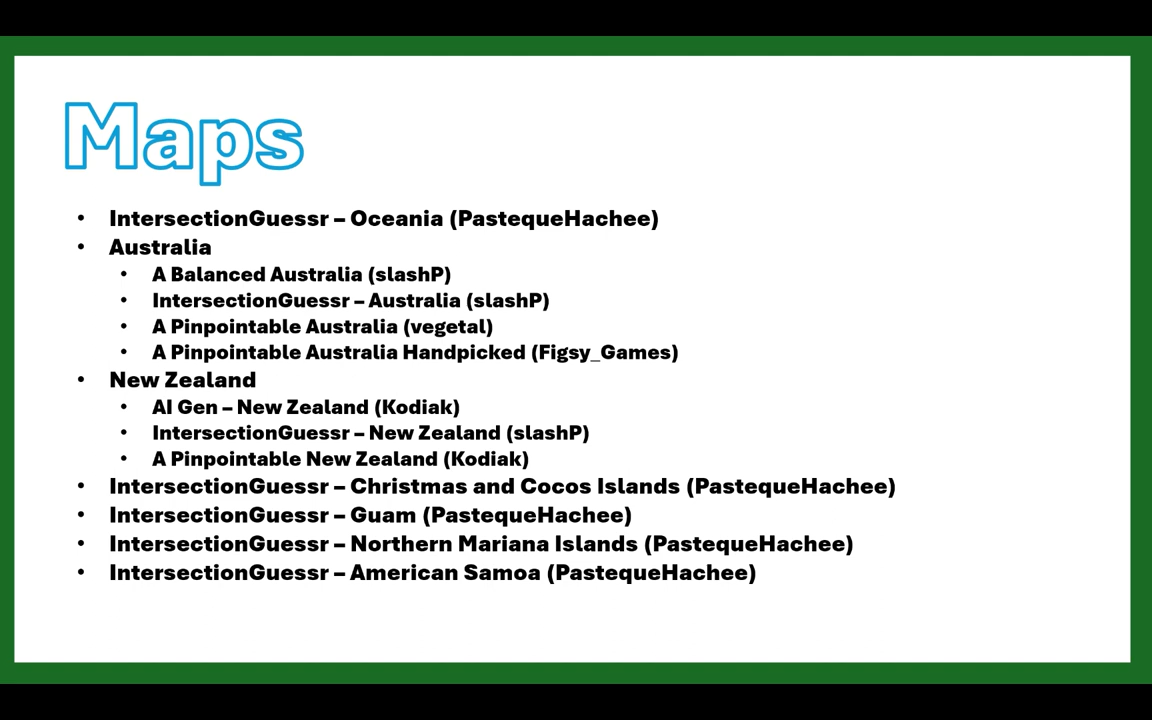 Maps
• IntersectionGuessr – Oceania (PastequeHachee)
• Australia
• A Balanced Australia (slashP)
• IntersectionGuessr – Australia (slashP)
• A Pinpointable Australia (vegetal)
• A Pinpointable Australia Handpicked (Figsy_Games)
• New Zealand
• AI Gen – New Zealand (Kodiak)
• IntersectionGuessr – New Zealand (slashP)
• A Pinpointable New Zealand (Kodiak)
• IntersectionGuessr – Christmas and Cocos Islands (PastequeHachee)
• IntersectionGuessr – Guam (PastequeHachee)
• IntersectionGuessr – Northern Mariana Islands (PastequeHachee)
• IntersectionGuessr – American Samoa (PastequeHachee)